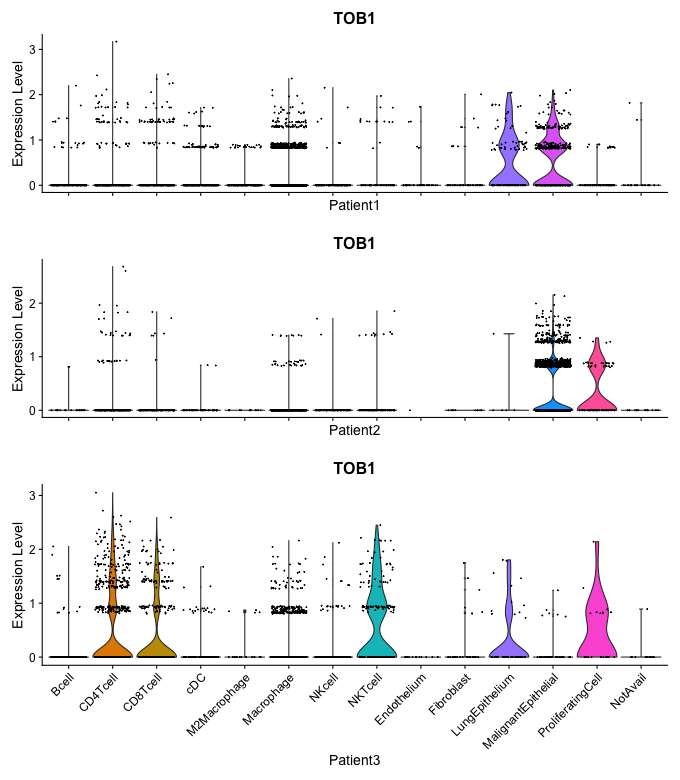 TOB1
Expression Level
3
2
1
0
Patient1
TOB1
Expression Level
2
1
0
Patient2
TOB1
Expression Level
3
2
1
0
Bcell
CD4Tcell
CD8Tcell
cDC
M2Macrophage
Macrophage
NKcell
NKTcell
Endothelium
Fibroblast
LungEpithelium
MalignantEpithelial
ProliferatingCell
NotAvail
Patient3